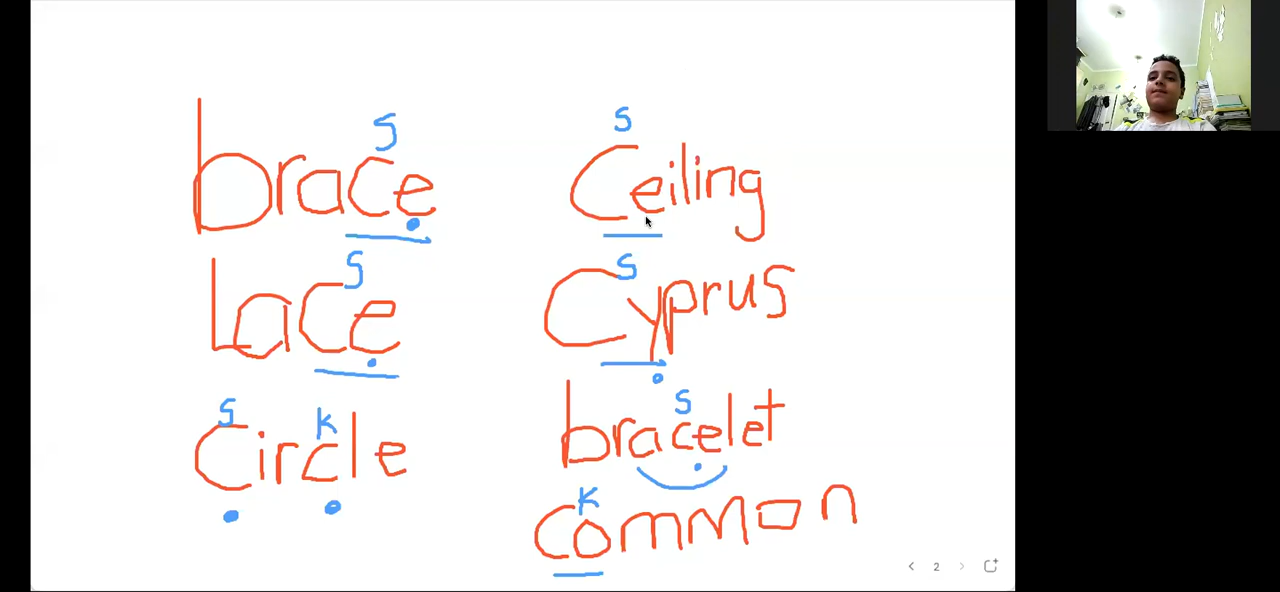 s
brace
s
lace
s k
Circle
s
Ceiling
s
Cyprus
s
bracelet
k
common
2